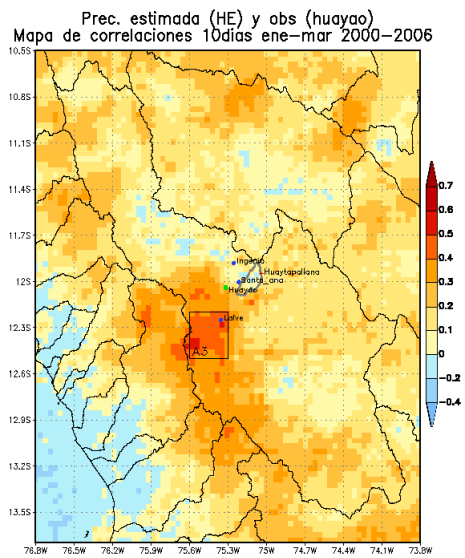 Prec. estimada (HE) y obs (huayao)
Mapa de correlaciones 10dias ene-mar 2000-2006
10.5S
10.8S
11.1S
11.4S
11.7S
12S
12.3S
12.6S
12.9S
13.2S
13.5S
Ingenio
Huaytapallana
Santa_ana
Huayao
Lalve
A3
0.7
0.6
0.5
0.4
0.3
0.2
0.1
0
-0.2
-0.4
76.8W 76.5W 76.2W 75.9W 75.6W 75.3W 75W 74.7W 74.4W 74.1W 73.8W